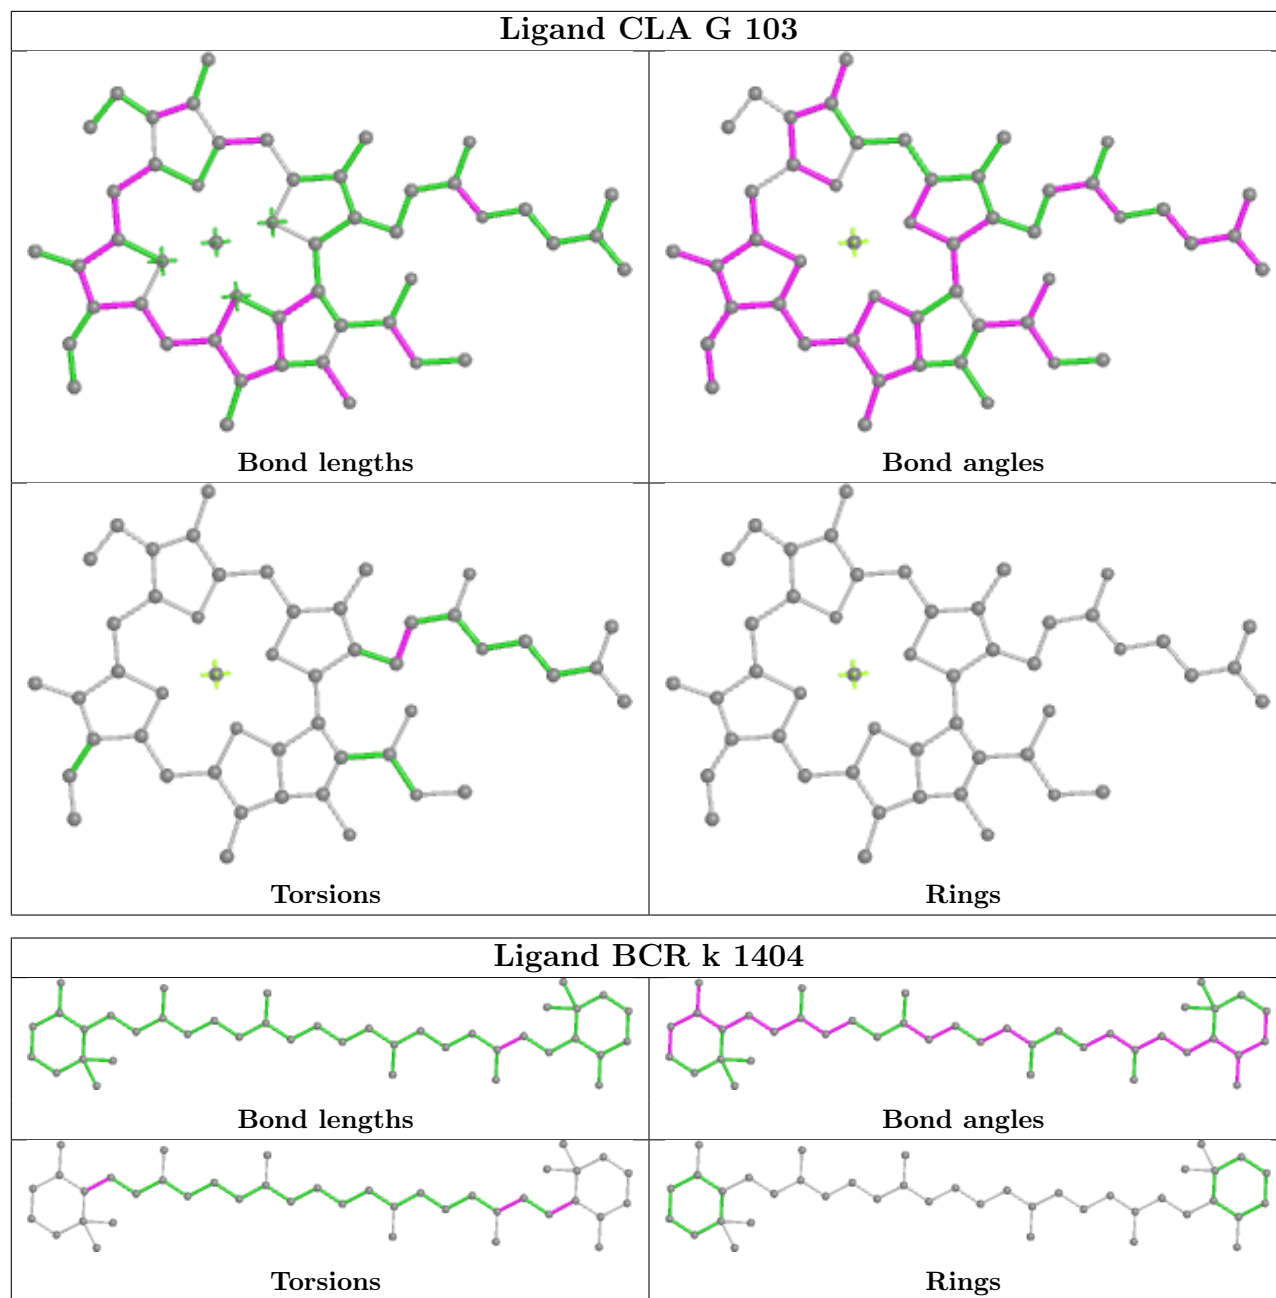 Ligand CLA G 103
Bond lengths
Bond angles
Torsions
Rings
Ligand BCR k 1404
Bond lengths
Bond angles
Torsions
Rings